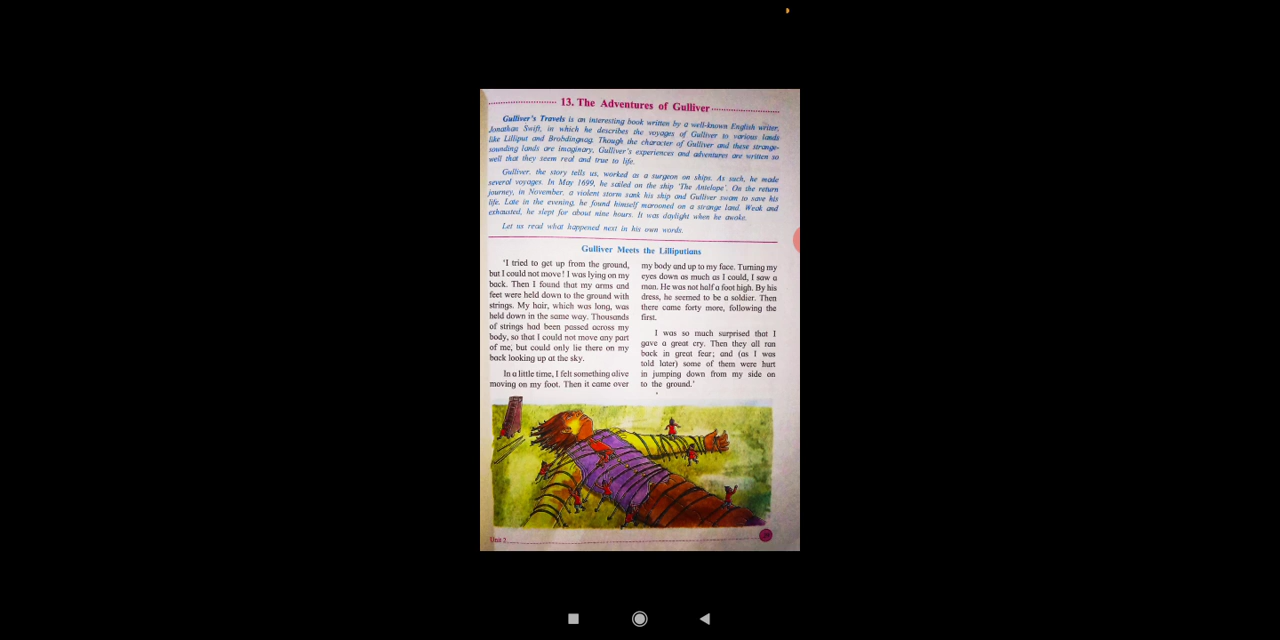 13. The Adventures of Gulliver
Gulliver's Travels is an interesting book written by a well-known English writer,
Jonathan Swift, in which he describes the voyages of Gulliver to various lands
like Lilliput and Brobdingnag. Though the character of Gulliver and these strange-
sounding lands are imaginary, Gulliver's experiences and adventures are written so
well that they seem real and true to life.
Gulliver, the story tells us, worked as a surgeon on ships. As such, he made
several voyages. In May 1699, he sailed on the ship 'The Antelope'. On the return
journey, in November, a violent storm sank his ship and Gulliver swam to save his
life. Late in the evening, he found himself marooned on a strange land. Weak and
exhausted, he slept for about nine hours. It was daylight when he awoke.
Let us read what happened next in his own words.
Gulliver Meets the Lilliputians
'I tried to get up from the ground,
but I could not move! I was lying on my
back. Then I found that my arms and
feet were held down to the ground with
strings. My hair, which was long, was
held down in the same way. Thousands
of strings had been passed across my
body, so that I could not move any part
of me, but could only lie there on my
back looking up at the sky.
In a little time, I felt something alive
moving on my foot. Then it came over
my body and up to my face. Turning my
eyes down as much as I could, I saw a
man. He was not half a foot high. By his
dress, he seemed to be a soldier. Then
there came forty more, following the
first.
I was so much surprised that I
gave a great cry. Then they all ran
back in great fear; and (as I was
told later) some of them were hurt
in jumping down from my side on
to the ground.'
Unit 3